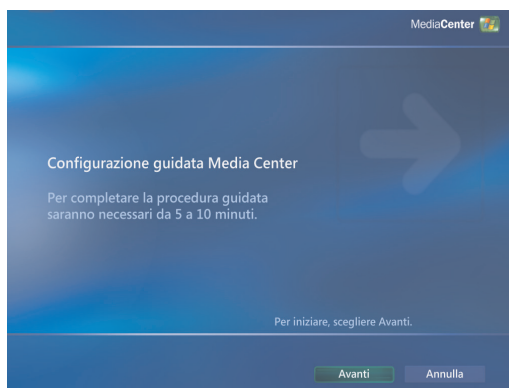 MediaCenter
Configurazione guidata Media Center
Per completare la procedura guidata
saranno necessari da 5 a 10 minuti.
Per iniziare, scegliere Avanti.
Avanti Annulla